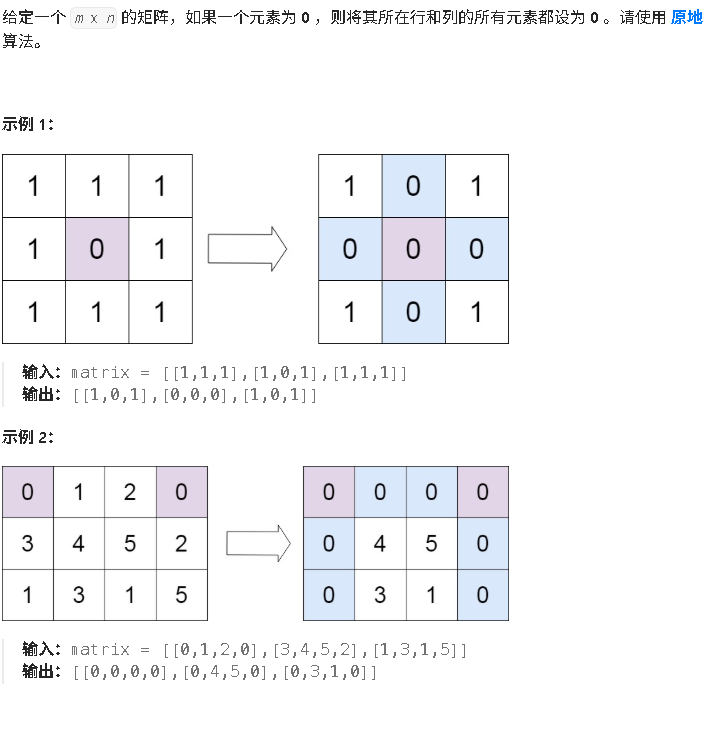 给定一个 m x n 的矩阵，如果一个元素为 0 ，则将其所在行和列的所有元素都设为 0 。请使用 原地
算法。
示例 1：
1 1 1 1 0 1
1 0 1 0 0 0
1 1 1 1 0 1
输入：matrix = [[1,1,1],[1,0,1],[1,1,1]]
输出：[[1,0,1],[0,0,0],[1,0,1]]
示例 2：
0 1 2 0 0 0 0 0
3 4 5 2 0 4 5 0
1 3 1 5 0 3 1 0
输入：matrix = [[0,1,2,0],[3,4,5,2],[1,3,1,5]]
输出：[[0,0,0,0],[0,4,5,0],[0,3,1,0]]